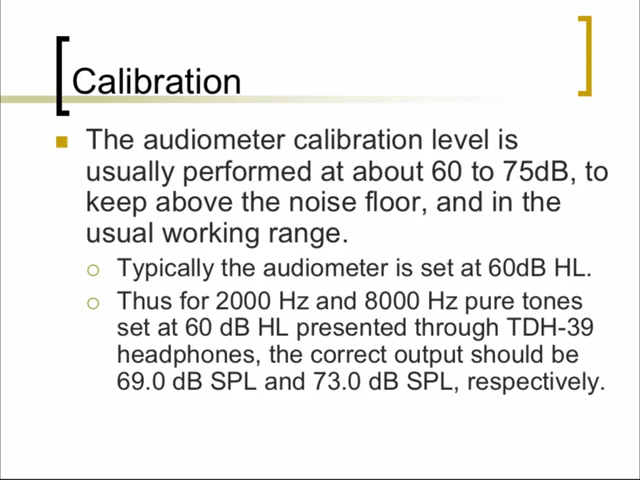 Calibration
The audiometer calibration level is
usually performed at about 60 to 75dB, to
keep above the noise floor, and in the
usual working range.
Typically the audiometer is set at 60dB HL.
Thus for 2000 Hz and 8000 Hz pure tones
set at 60 dB HL presented through TDH-39
headphones, the correct output should be
69.0 dB SPL and 73.0 dB SPL, respectively.